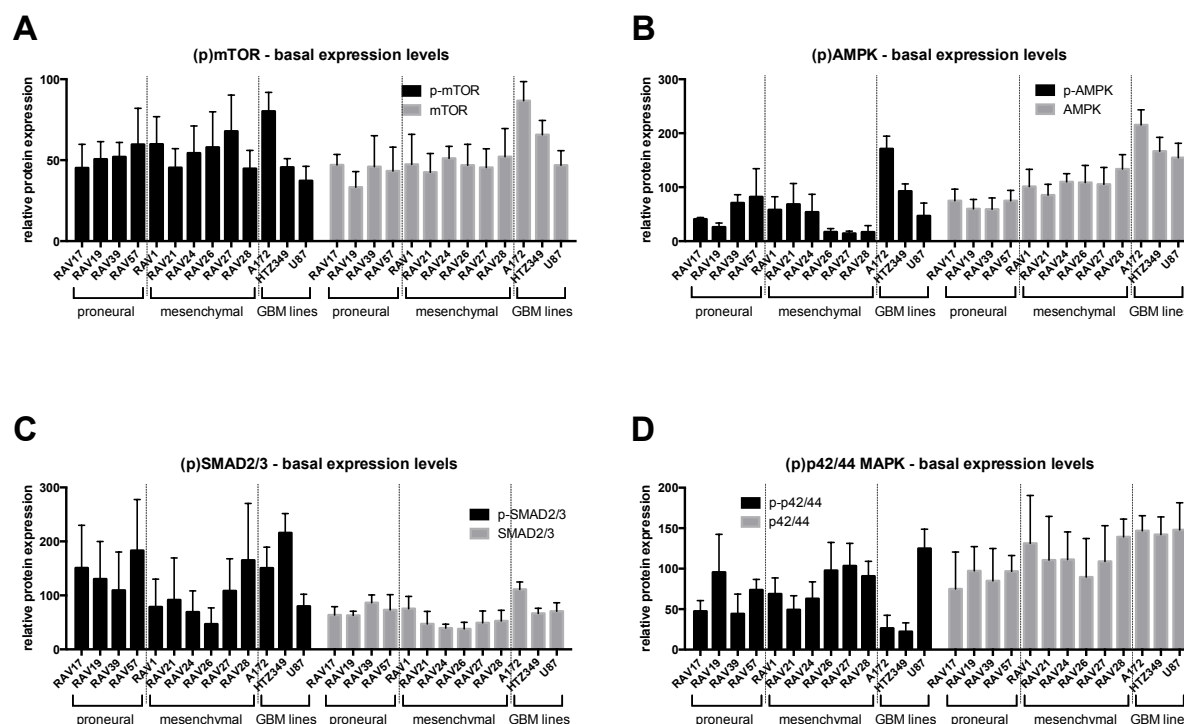 A
(p)mTOR - basal expression levels
relative protein expression
100
50
0
p-mTOR
mTOR
RAV17 RAV19 RAV39 RAV57 RAV1 RAV21 RAV24 RAV26 RAV27 RAV28 A172 HTZ349 U87 RAV17 RAV19 RAV39 RAV57 RAV1 RAV21 RAV24 RAV26 RAV27 RAV28 A172 HTZ349 U87
proneural mesenchymal GBM lines proneural mesenchymal GBM lines
B
(p)AMPK - basal expression levels
relative protein expression
300
200
100
0
p-AMPK
AMPK
RAV17 RAV19 RAV39 RAV57 RAV1 RAV21 RAV24 RAV26 RAV27 RAV28 A172 HTZ349 U87 RAV17 RAV19 RAV39 RAV57 RAV1 RAV21 RAV24 RAV26 RAV27 RAV28 A172 HTZ349 U87
proneural mesenchymal GBM lines proneural mesenchymal GBM lines
C
(p)SMAD2/3 - basal expression levels
relative protein expression
300
200
100
0
p-SMAD2/3
SMAD2/3
RAV17 RAV19 RAV39 RAV57 RAV1 RAV21 RAV24 RAV26 RAV27 RAV28 A172 HTZ349 U87 RAV17 RAV19 RAV39 RAV57 RAV1 RAV21 RAV24 RAV26 RAV27 RAV28 A172 HTZ349 U87
proneural mesenchymal GBM lines proneural mesenchymal GBM lines
D
(p)p42/44 MAPK - basal expression levels
relative protein expression
200
150
100
50
0
p-p42/44
p42/44
RAV17 RAV19 RAV39 RAV57 RAV1 RAV21 RAV24 RAV26 RAV27 RAV28 A172 HTZ349 U87 RAV17 RAV19 RAV39 RAV57 RAV1 RAV21 RAV24 RAV26 RAV27 RAV28 A172 HTZ349 U87
proneural mesenchymal GBM lines proneural mesenchymal GBM lines